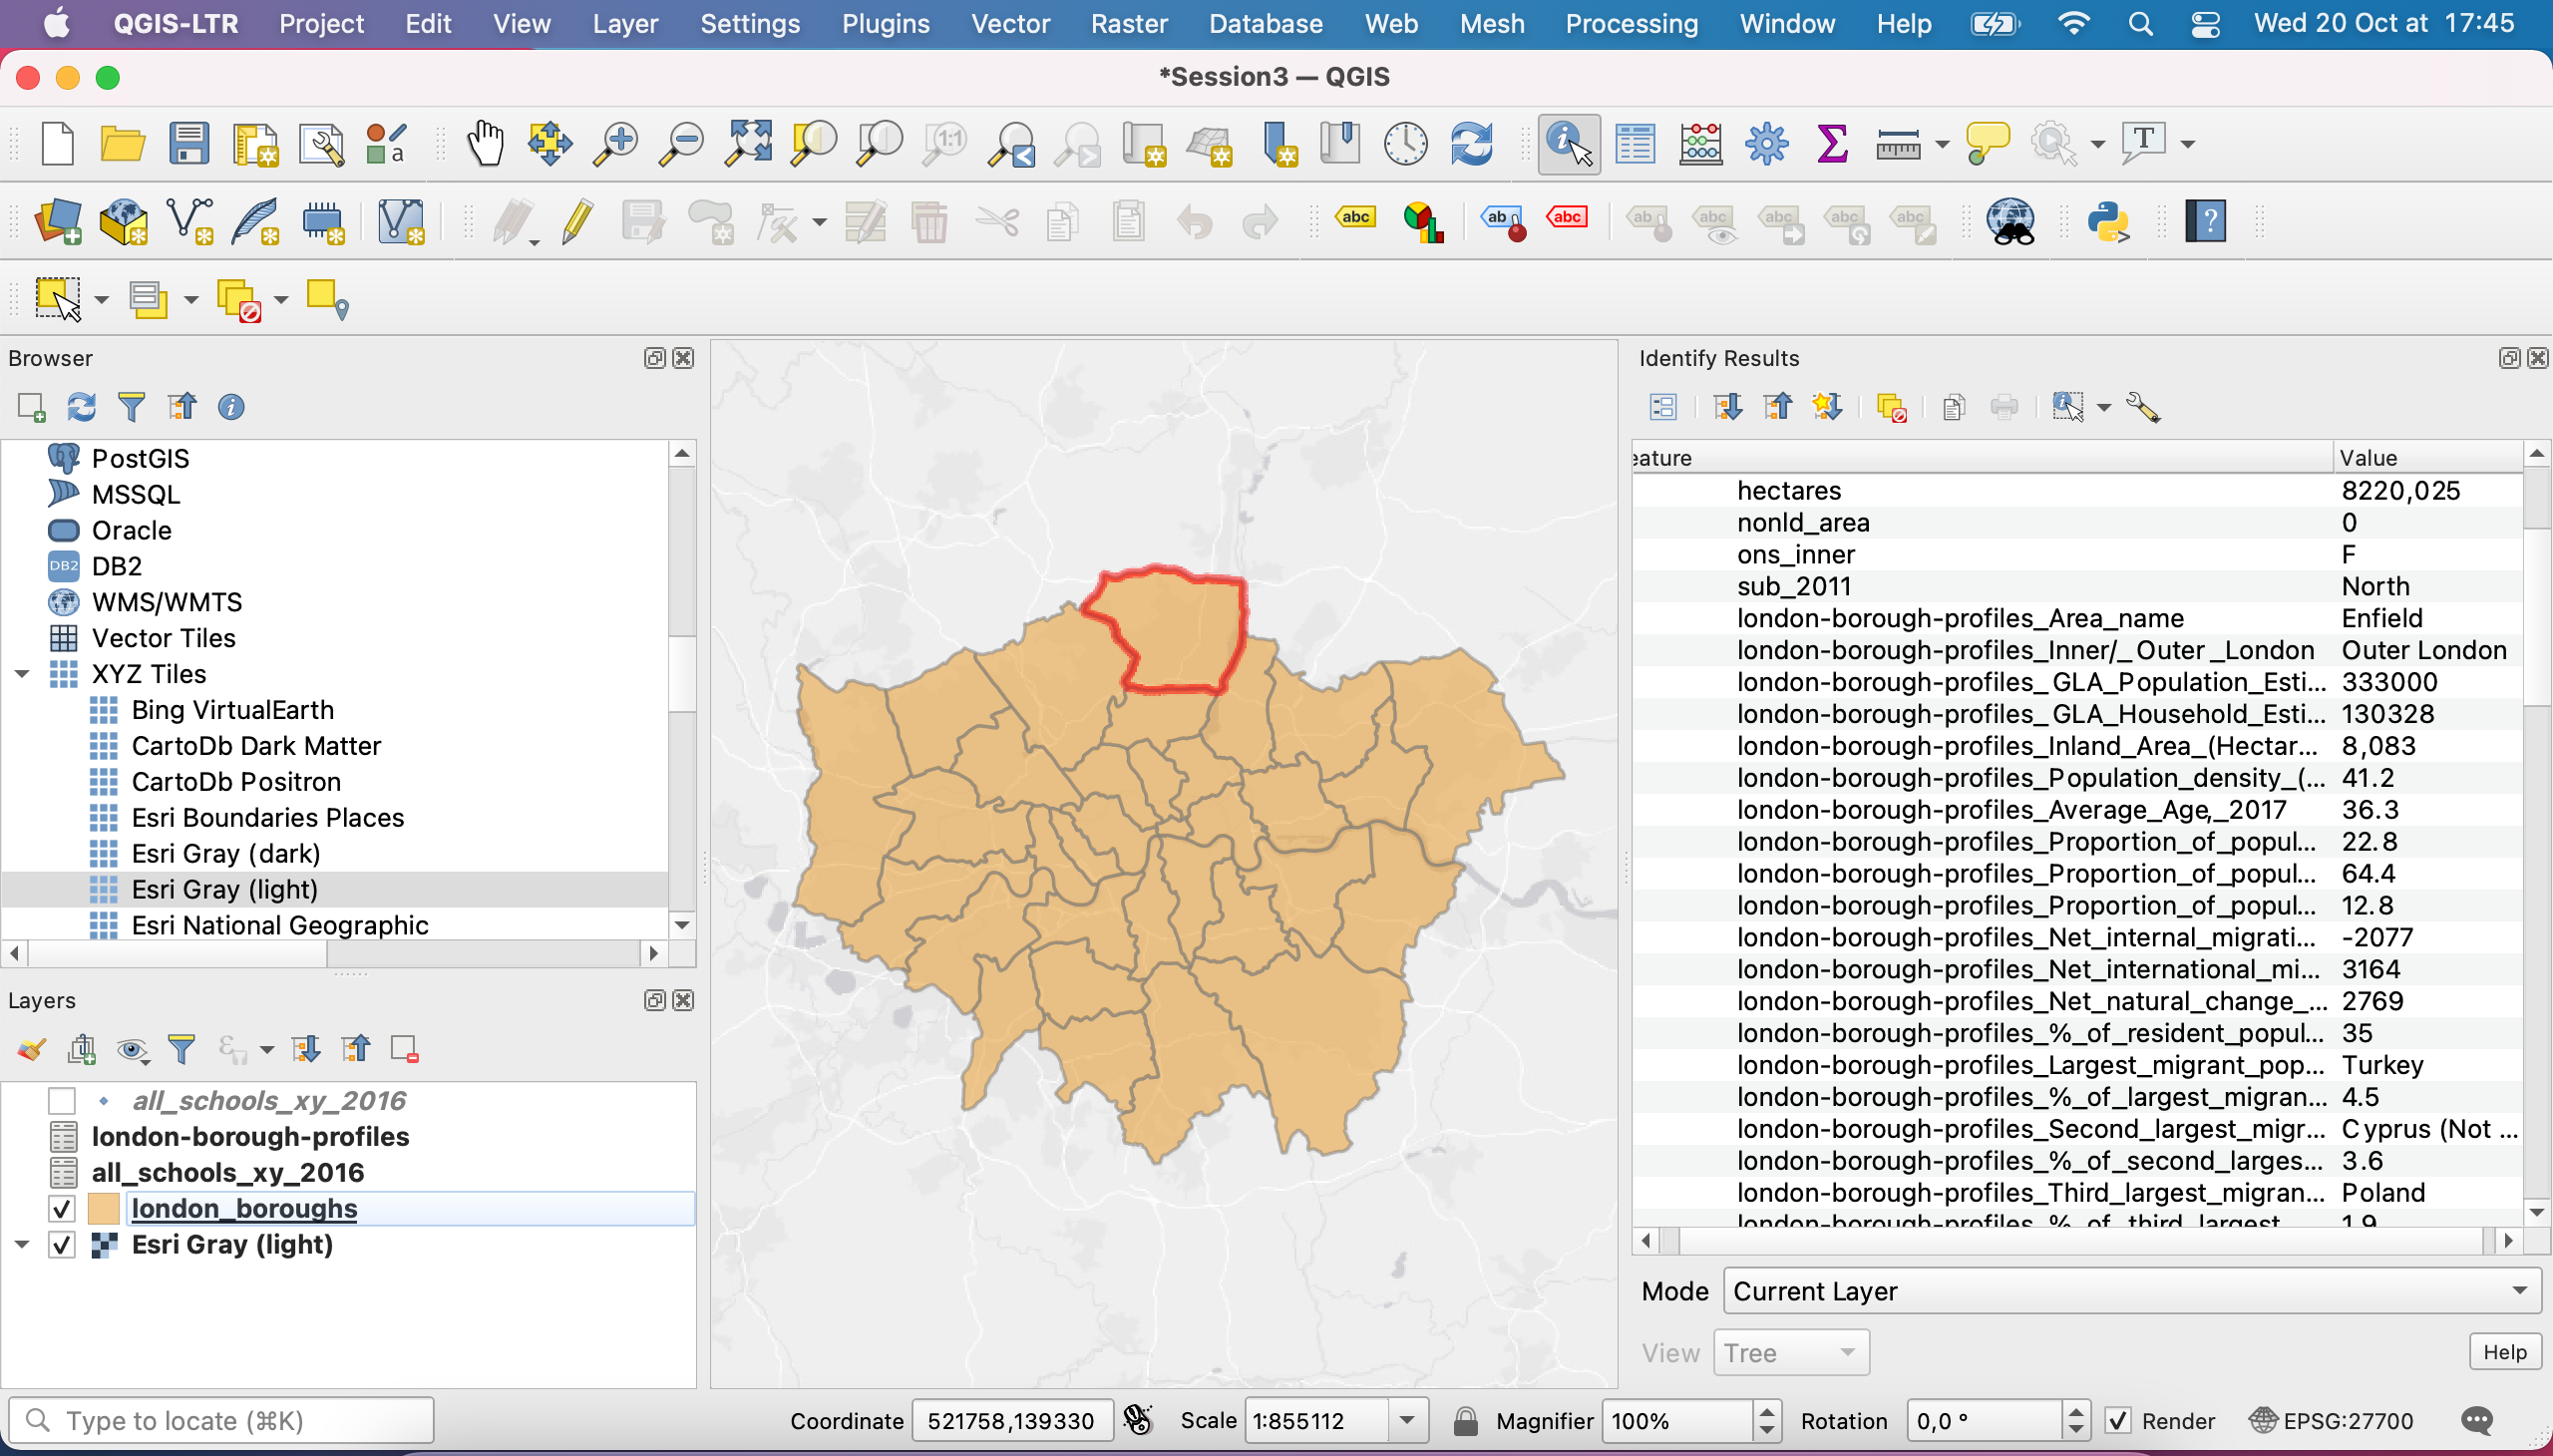 QGIS-LTR Project Edit View Layer Settings Plugins Vector Raster Database Web Mesh Processing Window Help Wed 20 Oct at 17:45
*Session3 — QGIS
1:1
T
a
abc ab abc ab abc abc abc abc ?
Browser
PostGIS
MSSQL
Oracle
DB2 DB2
WMS/WMTS
Vector Tiles
XYZ Tiles
Bing VirtualEarth
CartoDb Dark Matter
CartoDb Positron
Esri Boundaries Places
Esri Gray (dark)
Esri Gray (light)
Esri National Geographic
Layers
all_schools_xy_2016
london-borough-profiles
all_schools_xy_2016
london_boroughs
Esri Gray (light)
Identify Results
eature Value
hectares 8220,025
nonld_area 0
ons_inner F
sub_2011 North
london-borough-profiles_Area_name Enfield
london-borough-profiles_Inner/_Outer_London Outer London
london-borough-profiles_GLA_Population_Esti... 333000
london-borough-profiles_GLA_Household_Esti... 130328
london-borough-profiles_Inland_Area_(Hectar... 8,083
london-borough-profiles_Population_density_(... 41.2
london-borough-profiles_Average_Age,_2017 36.3
london-borough-profiles_Proportion_of_popul... 22.8
london-borough-profiles_Proportion_of_popul... 64.4
london-borough-profiles_Proportion_of_popul... 12.8
london-borough-profiles_Net_internal_migrati... -2077
london-borough-profiles_Net_international_mi... 3164
london-borough-profiles_Net_natural_change_... 2769
london-borough-profiles_%_of_resident_popul... 35
london-borough-profiles_Largest_migrant_pop... Turkey
london-borough-profiles_%_of_largest_migran... 4.5
london-borough-profiles_Second_largest_migr... Cyprus (Not ...
london-borough-profiles_%_of_second_larges... 3.6
london-borough-profiles_Third_largest_migran... Poland
london-borough-profiles_%_of_third_largest 1.9
Mode Current Layer
View Tree Help
Type to locate (⌘K) Coordinate 521758,139330 Scale 1:855112 Magnifier 100% Rotation 0,0 ° Render EPSG:27700